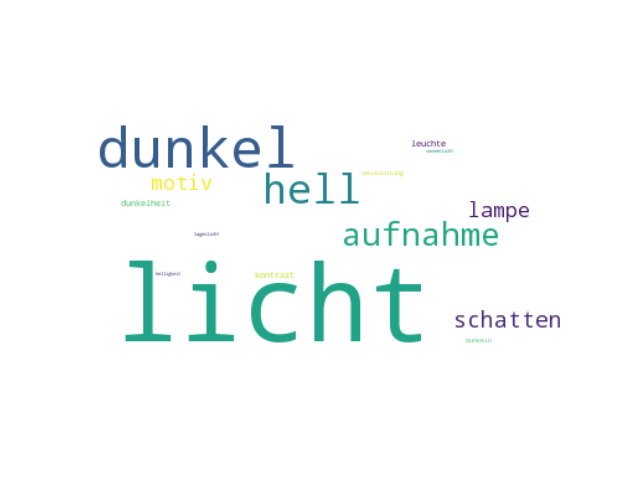 dunkel
leuchte
sonnenlicht
beleuchtung
motiv
hell
dunkelheit
lampe
tageslicht
aufnahme
helligkeit
kontrast
licht
schatten
dunkeln